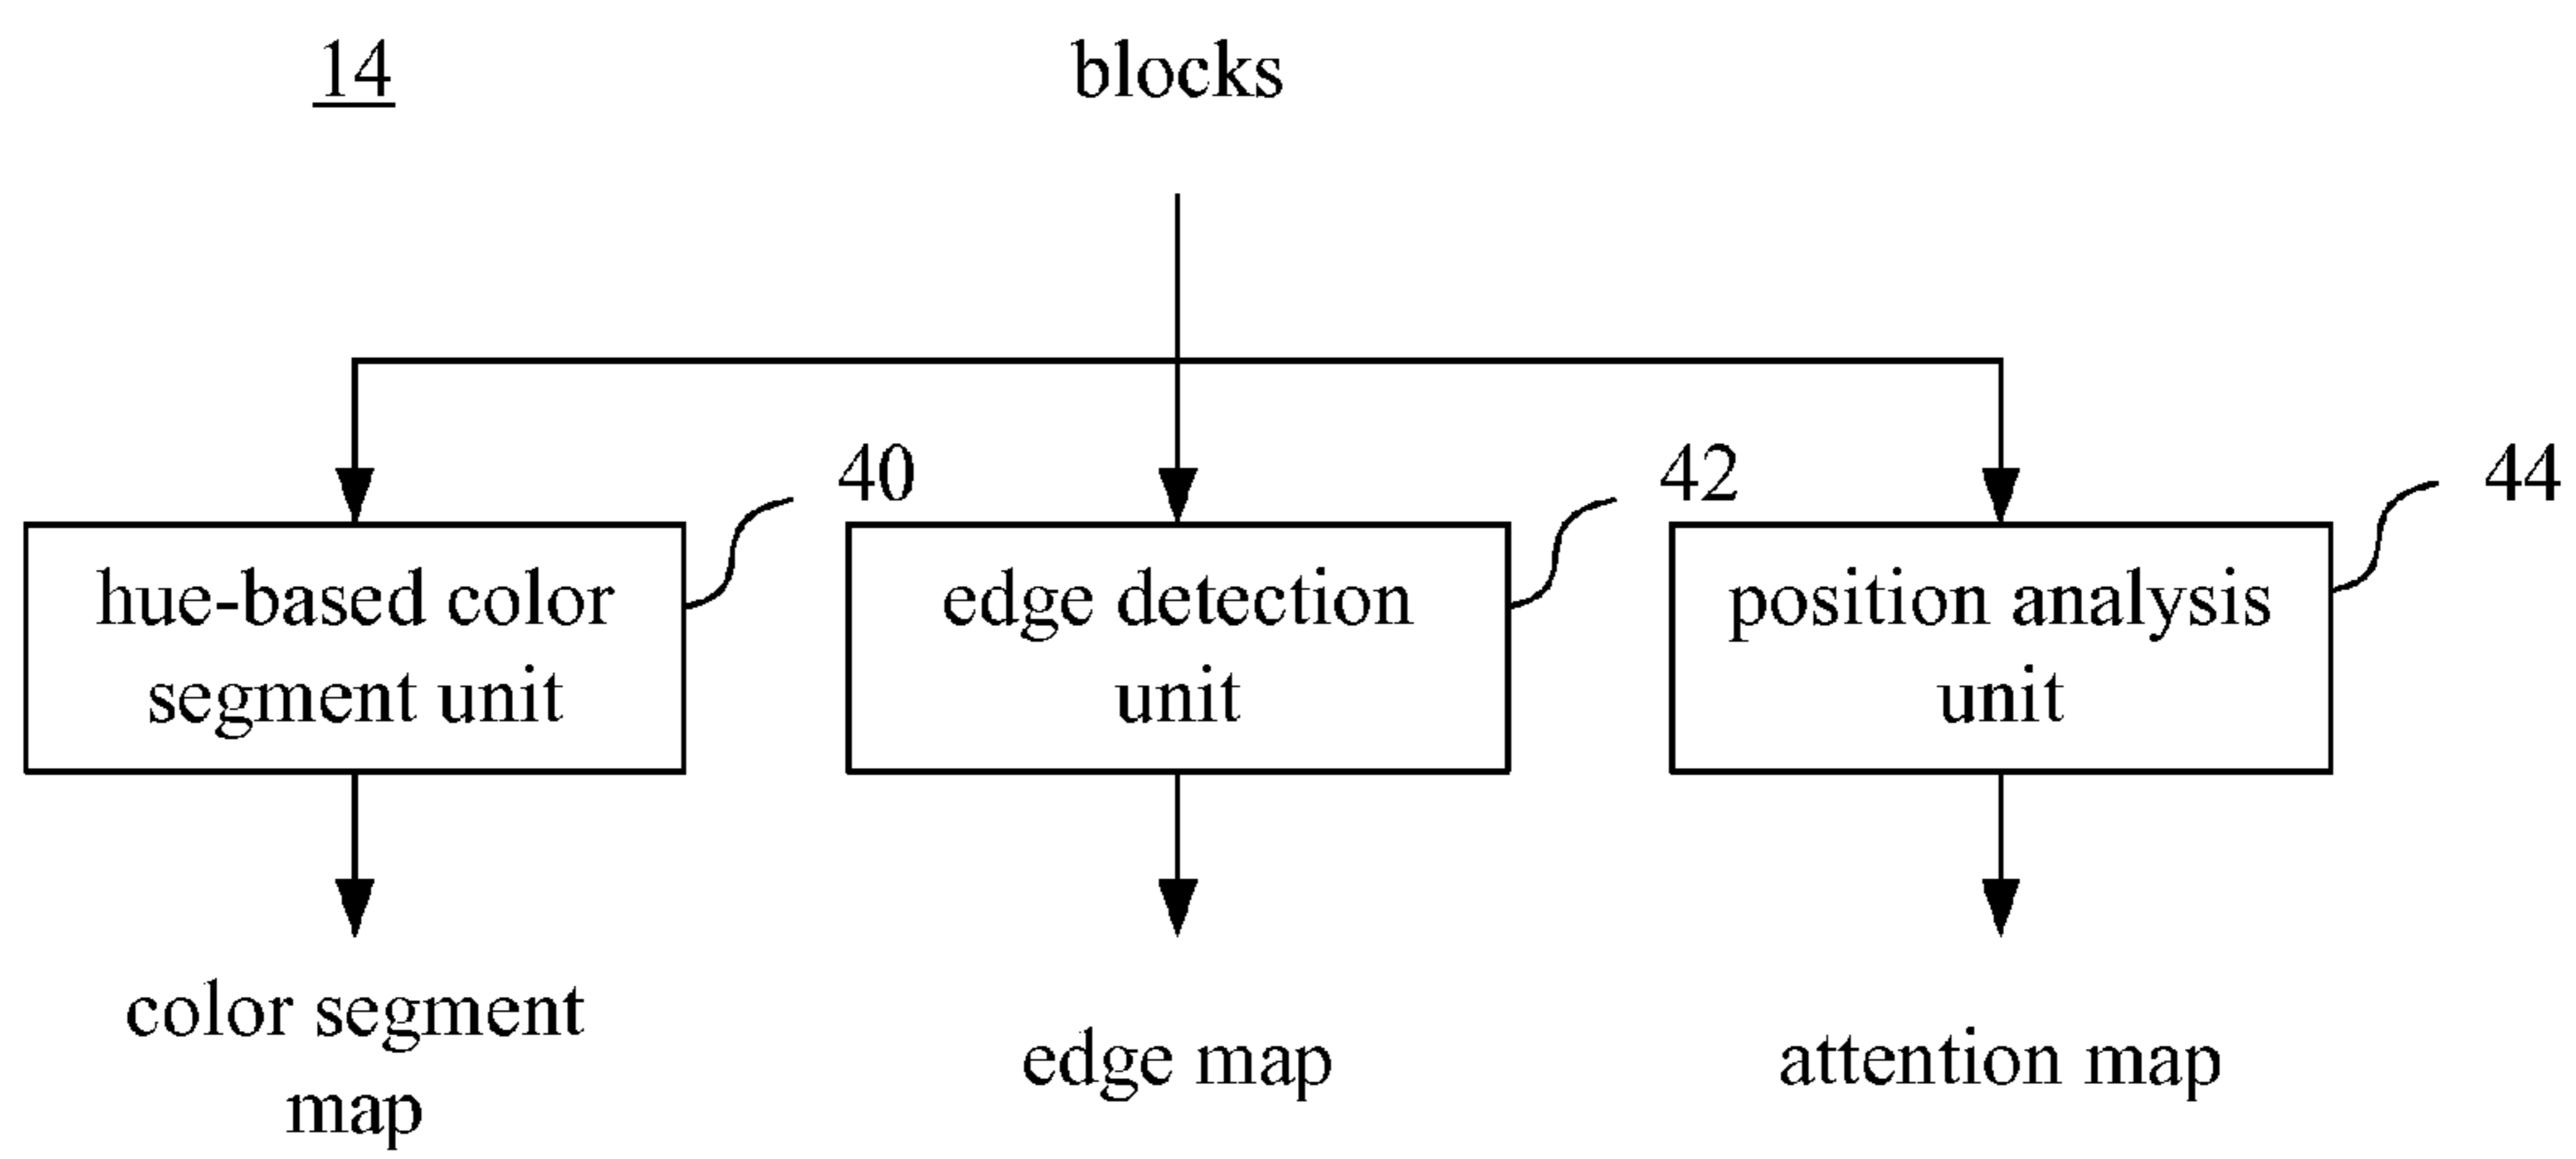 14
blocks
40
42
44
hue-based color
segment unit
edge detection
unit
position analysis
unit
color segment
map
edge map
attention map